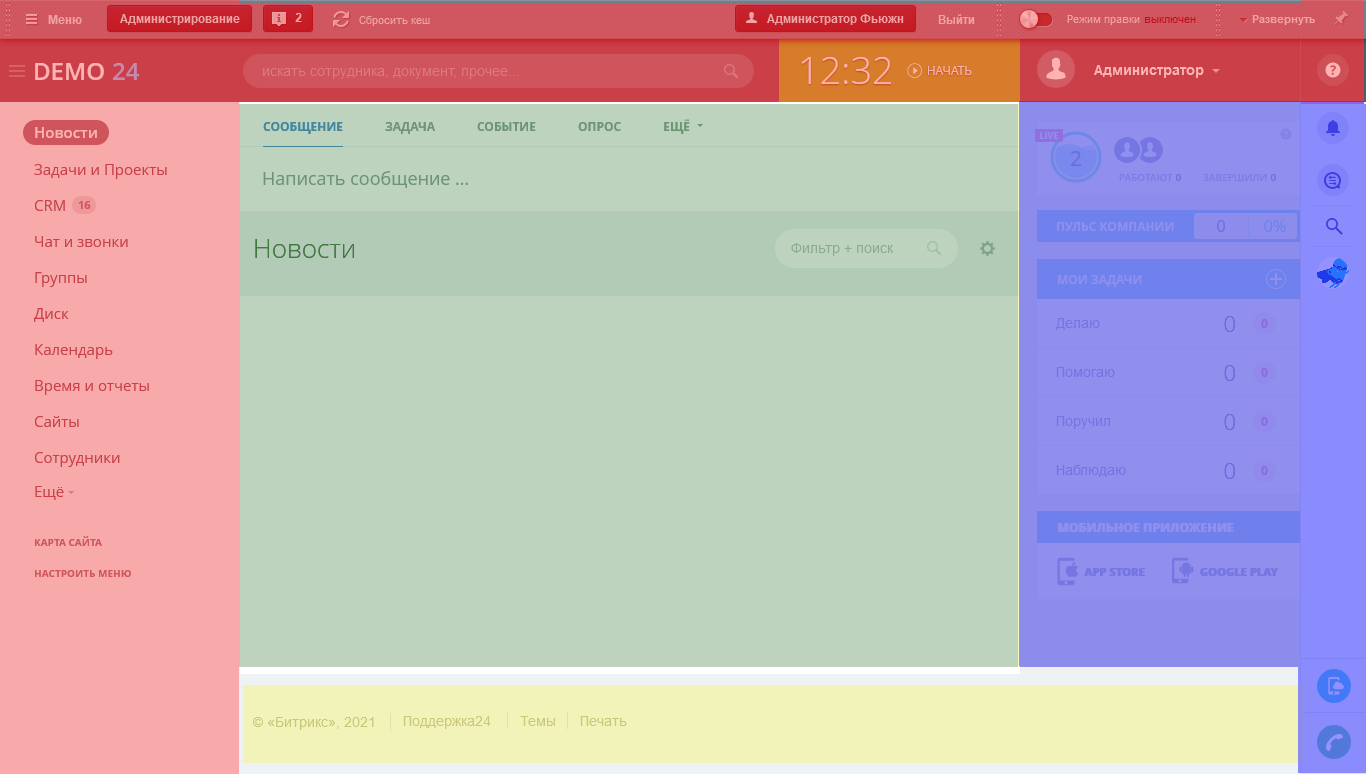 Меню
Администрирование
2
Сбросить кеш
Администратор Фьюжн
Выйти
Режим правки выключен
Развернуть
DEMO 24
искать сотрудника, документ, прочее...
12:32
НАЧАТЬ
Администратор
?
Новости
Задачи и Проекты
CRM 16
Чат и звонки
Группы
Диск
Календарь
Время и отчеты
Сайты
Сотрудники
Ещё
КАРТА САЙТА
НАСТРОИТЬ МЕНЮ
СООБЩЕНИЕ
ЗАДАЧА
СОБЫТИЕ
ОПРОС
ЕЩЁ
Написать сообщение ...
Новости
Фильтр + поиск
LIVE
2
?
РАБОТАЮТ 0
ЗАВЕРШИЛИ 0
ПУЛЬС КОМПАНИИ 0 0%
МОИ ЗАДАЧИ
Делаю 0 0
Помогаю 0 0
Поручил 0 0
Наблюдаю 0 0
МОБИЛЬНОЕ ПРИЛОЖЕНИЕ
APP STORE
GOOGLE PLAY
© «Битрикс», 2021
Поддержка24
Темы
Печать